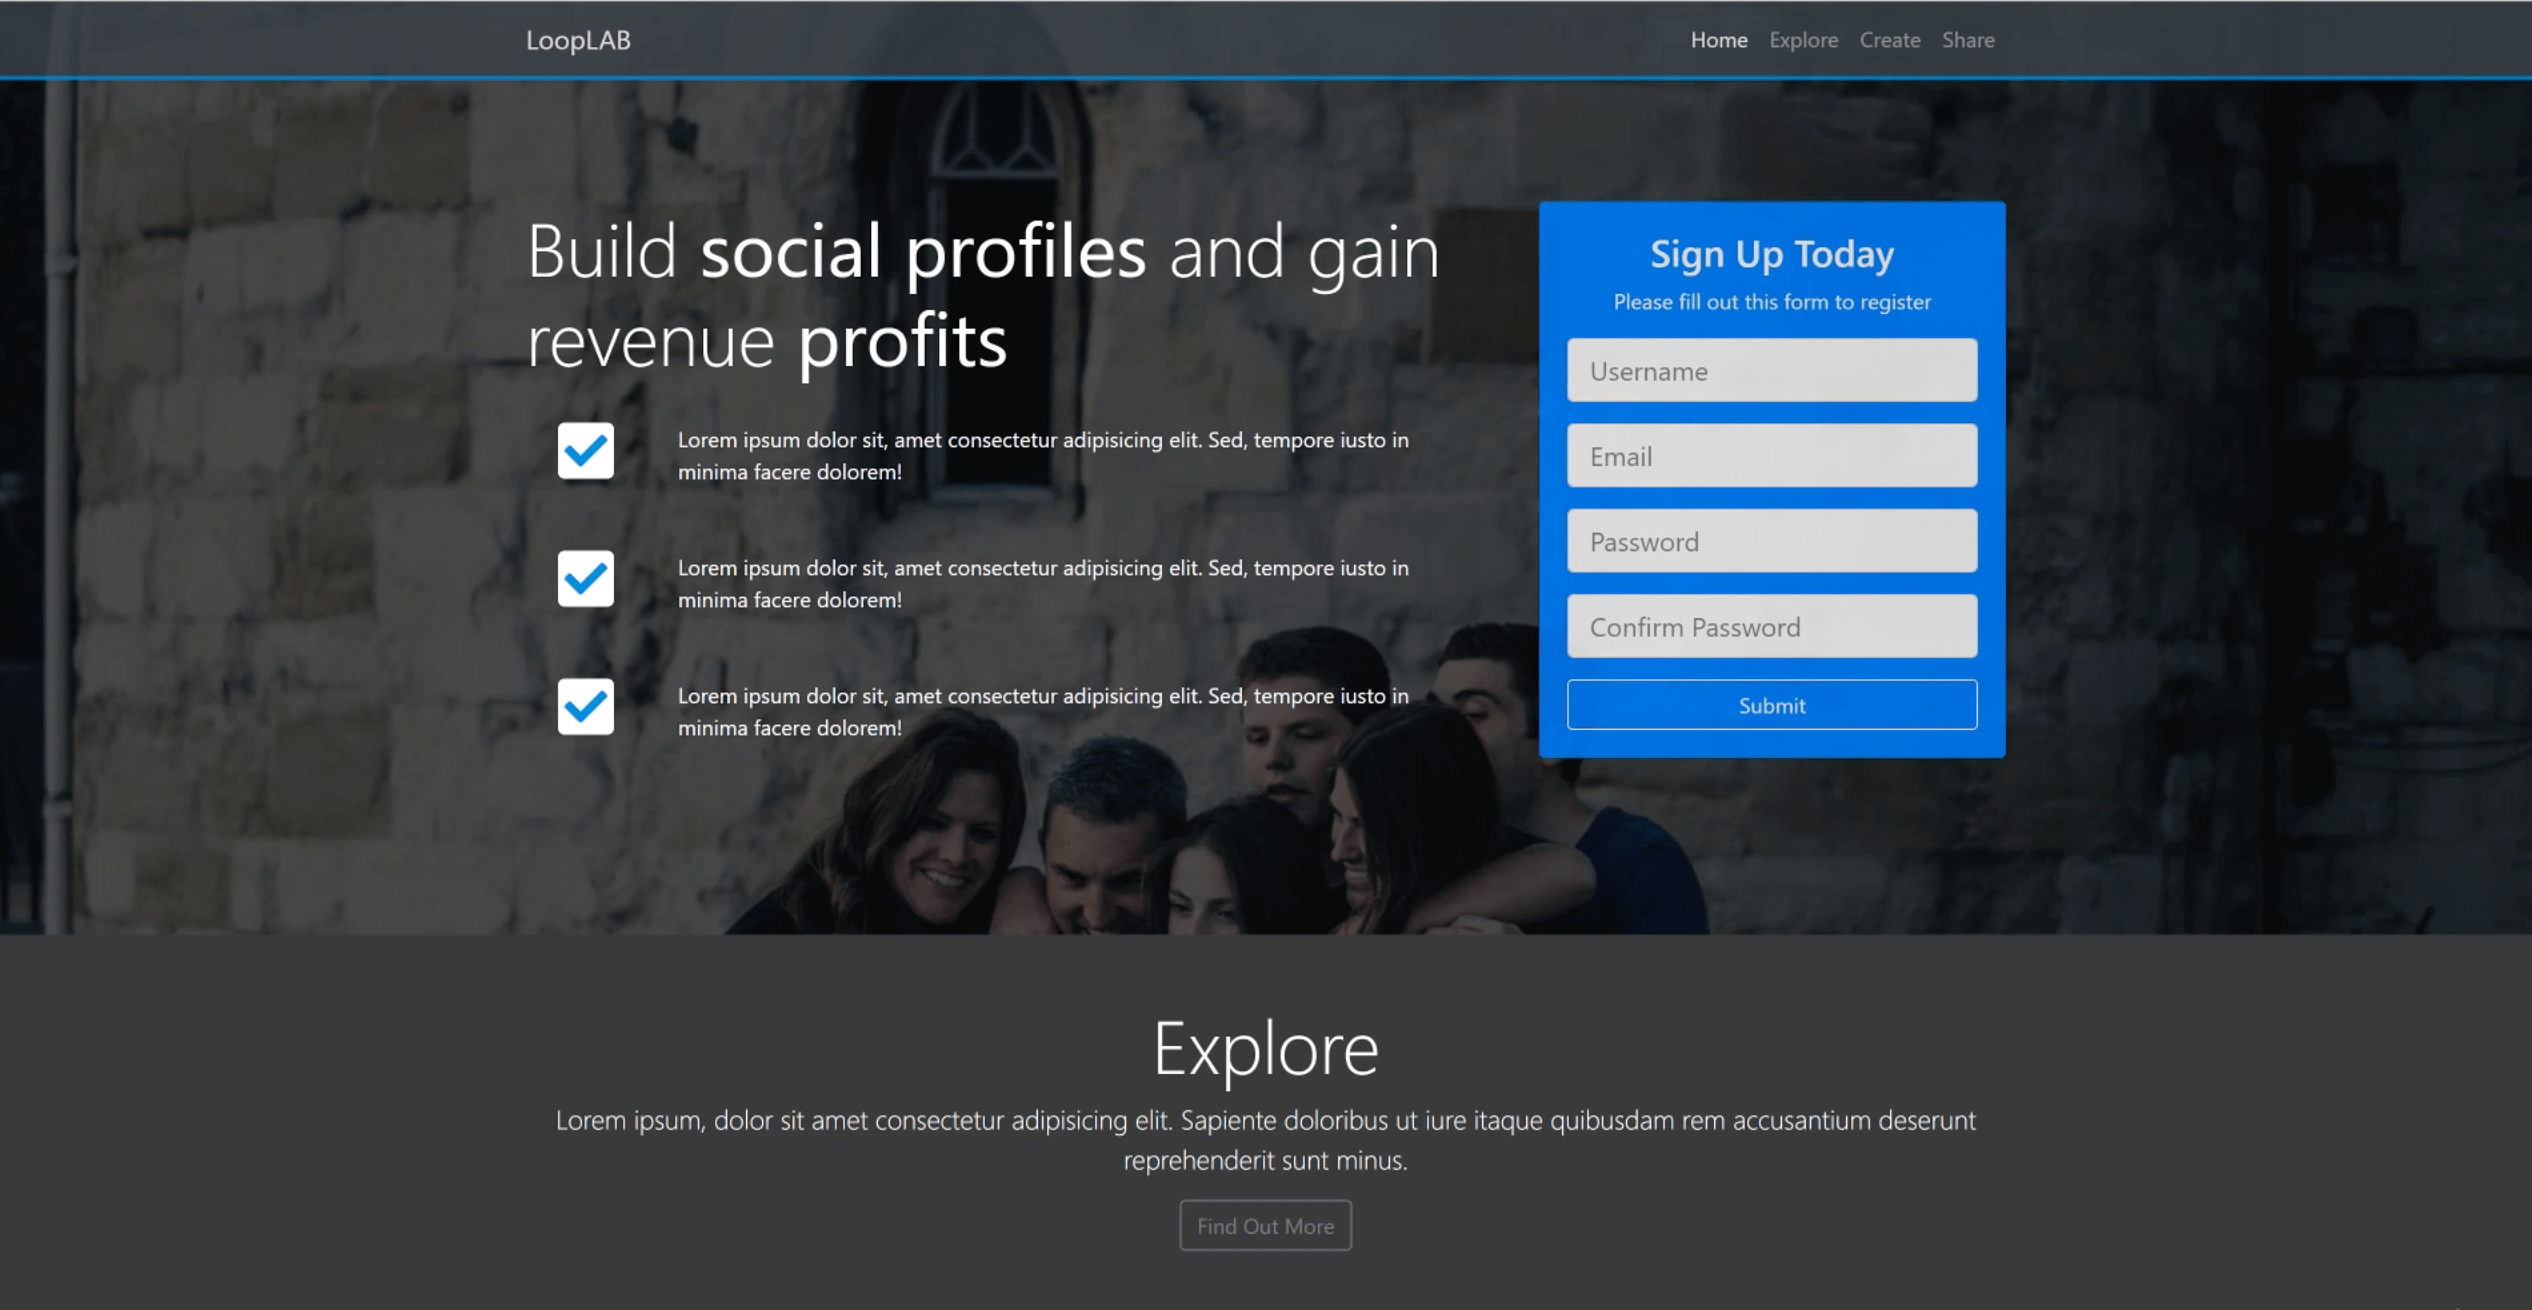 LoopLAB
Home Explore Create Share
Build social profiles and gain
revenue profits
Lorem ipsum dolor sit, amet consectetur adipisicing elit. Sed, tempore iusto in
minima facere dolorem!
Lorem ipsum dolor sit, amet consectetur adipisicing elit. Sed, tempore iusto in
minima facere dolorem!
Lorem ipsum dolor sit, amet consectetur adipisicing elit. Sed, tempore iusto in
minima facere dolorem!
Sign Up Today
Please fill out this form to register
Username
Email
Password
Confirm Password
Submit
Explore
Lorem ipsum, dolor sit amet consectetur adipisicing elit. Sapiente doloribus ut iure itaque quibusdam rem accusantium deserunt
reprehenderit sunt minus.
Find Out More